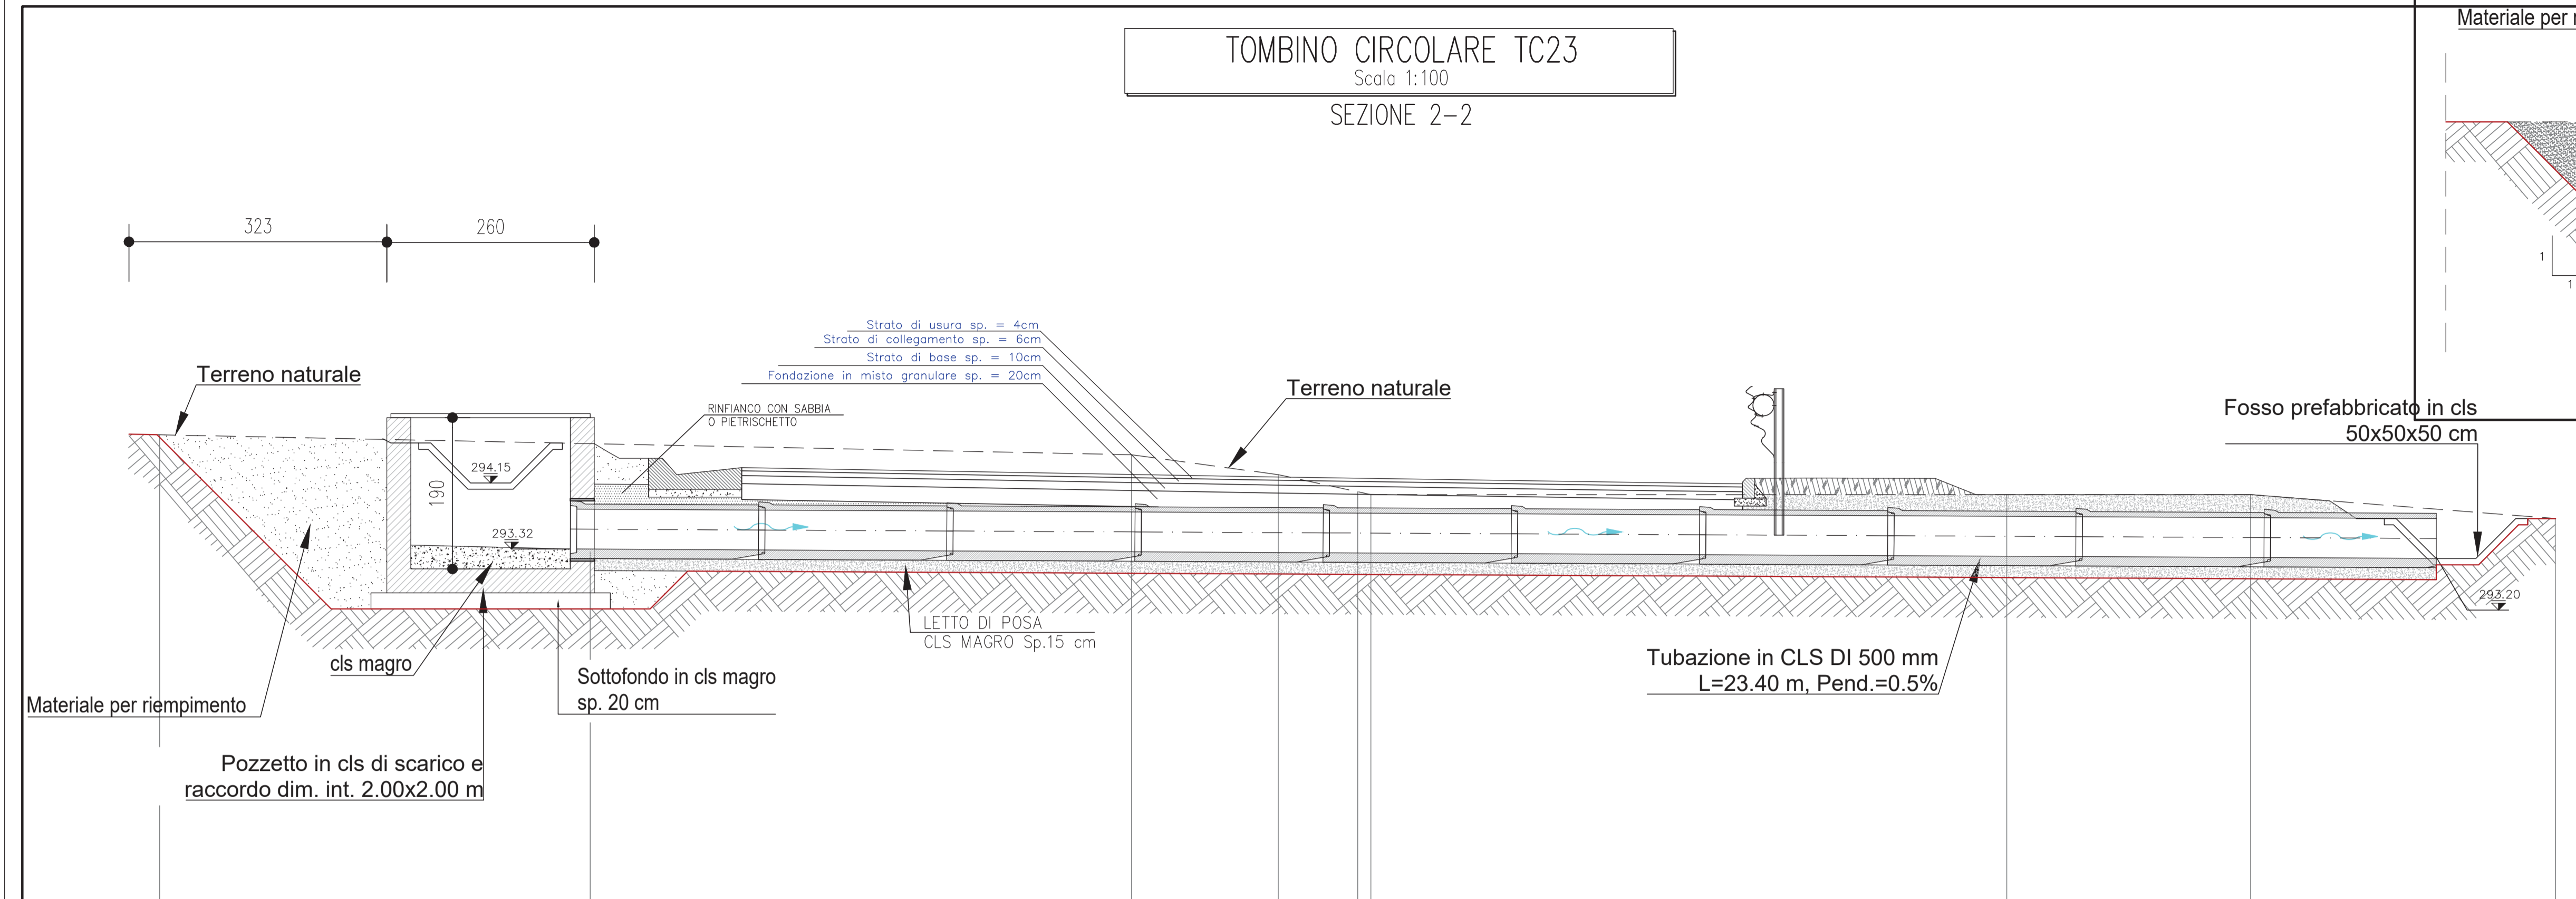 TOMBINO CIRCOLARE TC23
Scala 1:100
SEZIONE 2-2
Materiale per
1
1
323
260
Strato di usura sp. = 4cm
Strato di collegamento sp. = 6cm
Strato di base sp. = 10cm
Fondazione in misto granulare sp. = 20cm
Terreno naturale
RINFIANCO CON SABBIA
O PIETRISCHETTO
Terreno naturale
Fosso prefabbricato in cls
50x50x50 cm
294.15
190
293.32
293.20
LETTO DI POSA
CLS MAGRO Sp.15 cm
cls magro
Sottofondo in cls magro
sp. 20 cm
Tubazione in CLS DI 500 mm
L=23.40 m, Pend.=0.5%
Materiale per riempimento
Pozzetto in cls di scarico e
raccordo dim. int. 2.00x2.00 m